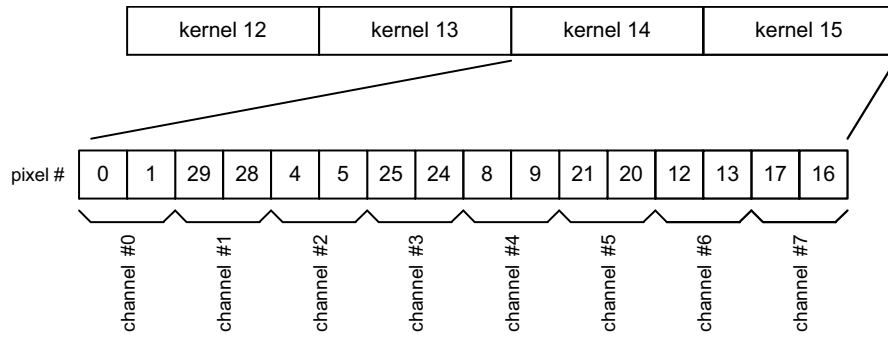 kernel 12 kernel 13 kernel 14 kernel 15
pixel # 0 1 29 28 4 5 25 24 8 9 21 20 12 13 17 16
channel #0 channel #1 channel #2 channel #3 channel #4 channel #5 channel #6 channel #7